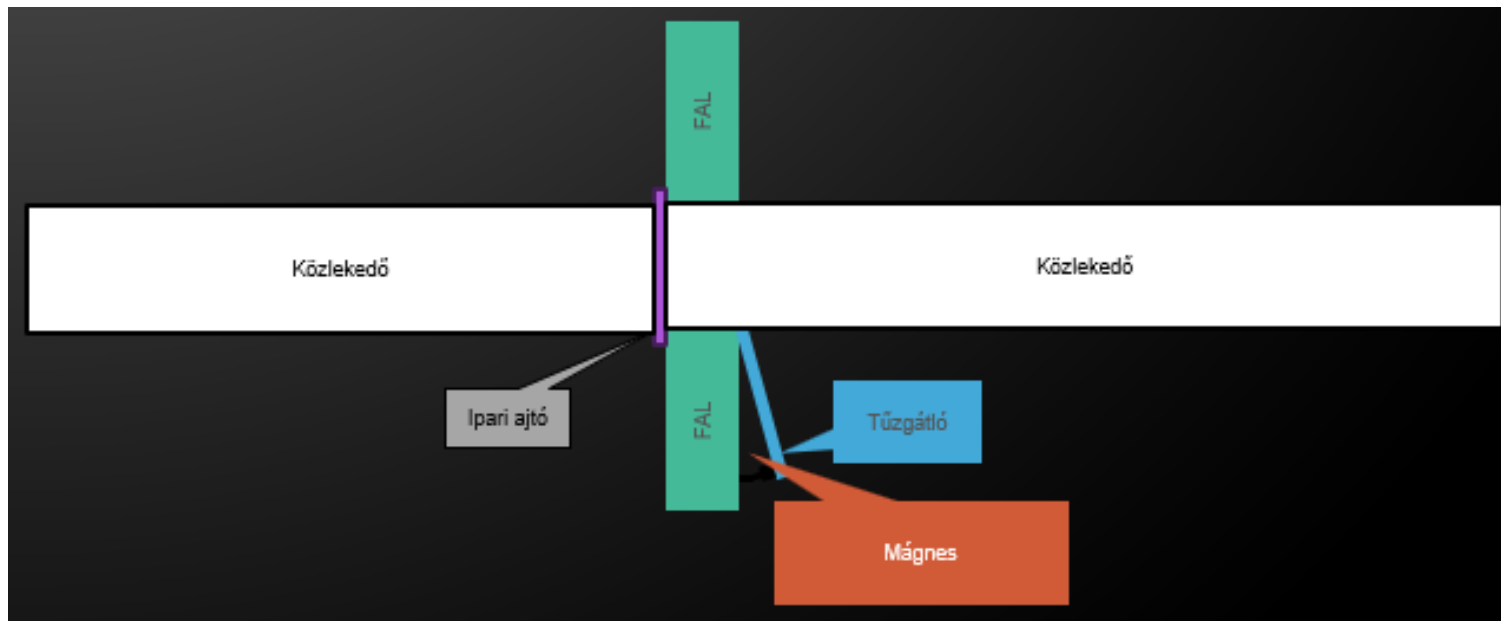 FAL
Közlekedő
Közlekedő
Ipari ajtó
FAL
Tűzgátló
Mágnes